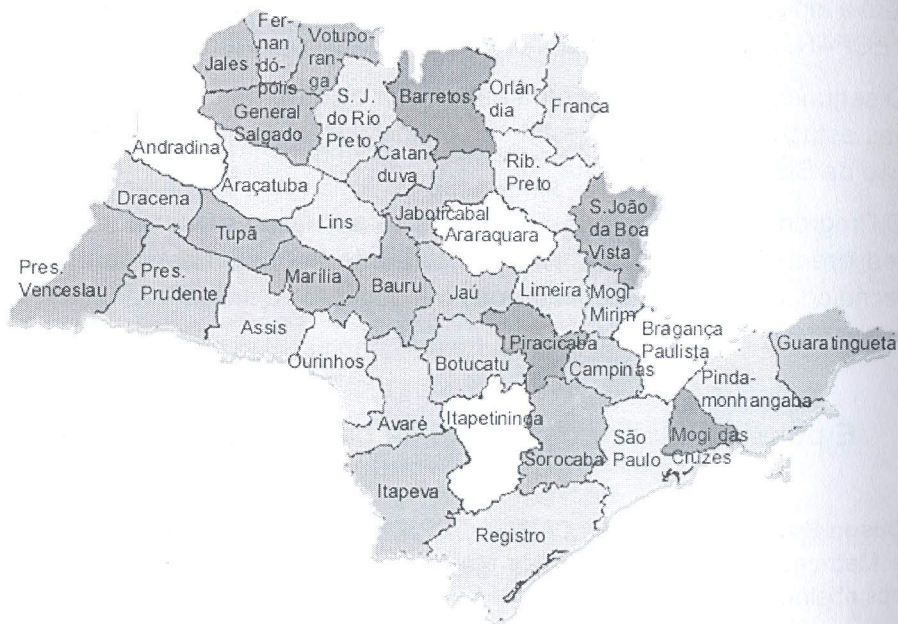 Fer-
nan
dó-
polis
Jales
Votupo-
ran-
ga
General
Salgado
S. J.
do Rio
Preto
Barretos
Orlân-
dia
Franca
Andradina
Araçatuba
Catan-
duva
Rib.
Preto
Dracena
Tupã
Lins
Jaboticabal
Araraquara
S.João
da Boa
Vista
Pres.
Venceslau
Pres.
Prudente
Marília
Bauru
Jaú
Limeira
Mogi
Mirim
Assis
Ourinhos
Botucatu
Piracicaba
Campinas
Bragança
Paulista
Guaratinguetá
Pinda-
monhangaba
Avaré
Itapetininga
Sorocaba
São
Paulo
Mogi das
Cruzes
Itapeva
Registro